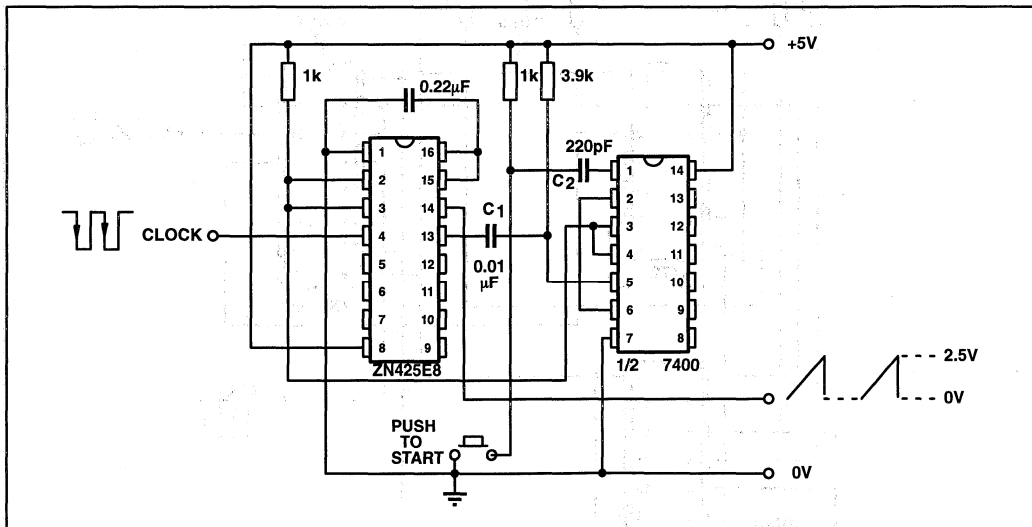 +5V
1k
0.22µF
1k
3.9k
220pF
C2
1 16
2 15
3 14
4 13
5 12
6 11
7 10
8 9
ZN425E8
C1
0.01
µF
CLOCK
1 14
2 13
3 12
4 11
5 10
6 9
7 8
1/2 7400
2.5V
0V
PUSH
TO
START
0V